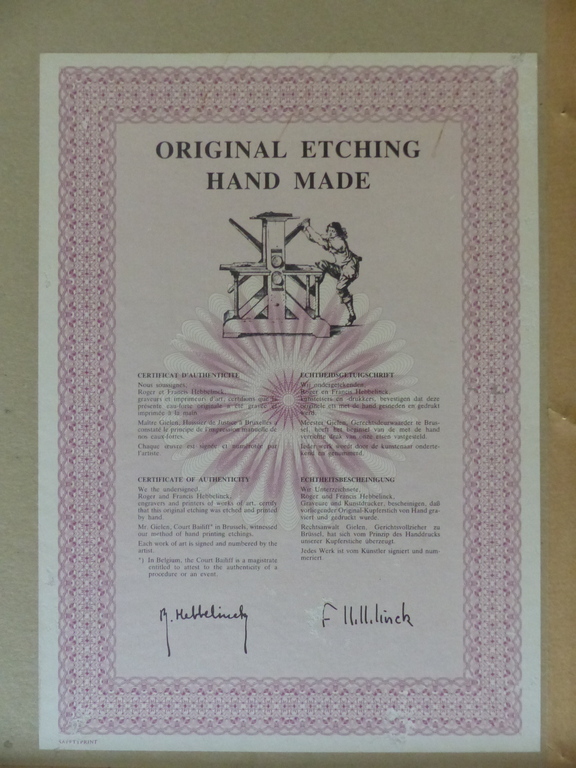 ORIGINAL ETCHING
HAND MADE
CERTIFICAT D'AUTHENTICITY
Nous soussignés,
Roger et Francis Hebbelinck,
graveurs et imprimeurs d'art, certifions que la
présente eau-forte originale a été gravée et
imprimée à la main.
Maître Gielen, Huissier de Justice à Bruxelles a
constaté le principe de l'impression manuelle de
nos eaux-fortes.
Chaque œuvre est signée et numérotée par
l'artiste.
ECHTHEIDSGETUIGSCHRIFT
Wij ondergetekenden,
Roger en Francis Hebbelinck,
kunstetsers en drukkers, bevestigen dat deze
originele ets met de hand gesneden en gedrukt
werd.
Meester Gielen, Gerechtsdeurwaarder te Brus-
sel, heeft het beginsel van de met de hand
verrichte druk van onze etsen vastgesteld.
Ieder werk wordt door de kunstenaar onderte-
kend en genummerd.
CERTIFICATE OF AUTHENTICITY
We the undersigned,
Roger and Francis Hebbelinck,
engravers and printers of works of art, certify
that this original etching was etched and printed
by hand.
Mr. Gielen, Court Bailiff* in Brussels, witnessed
our method of hand printing etchings.
Each work of art is signed and numbered by the
artist.
*) In Belgium, the Court Bailiff is a magistrate
entitled to attest to the authenticity of a
procedure or an event.
ECHTHEITSBESCHEINIGUNG
Wir Unterzeichnete,
Roger und Francis Hebbelinck,
Graveure und Kunstdrucker, bescheinigen, daß
vorliegender Original-Kupferstich von Hand gra-
viert und gedruckt wurde.
Rechtsanwalt Gielen, Gerichtsvollzieher zu
Brüssel, hat sich vom Prinzip des Handdrucks
unserer Kupferstiche überzeugt.
Jedes Werk ist vom Künstler signiert und num-
meriert.
R. Hebbelinck
F H.H.linck